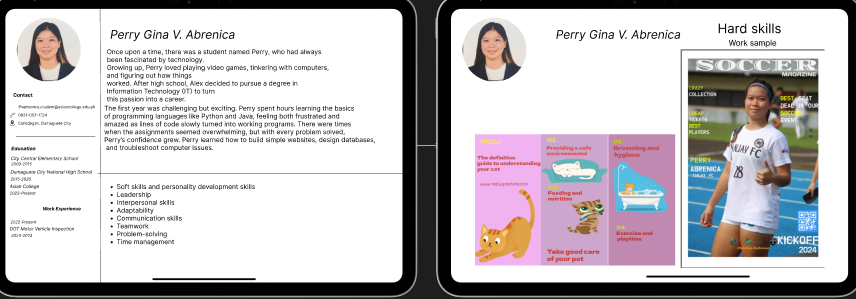 Perry Gina V. Abrenica
Once upon a time, there was a student named Perry, who had always
been fascinated by technology.
Growing up, Perry loved playing video games, tinkering with computers,
and figuring out how things
worked. After high school, Alex decided to pursue a degree in
Information Technology (IT) to turn
this passion into a career.
The first year was challenging but exciting. Perry spent hours learning the basics
of programming languages like Python and Java, feeling both frustrated and
amazed as lines of code slowly turned into working programs. There were times
when the assignments seemed overwhelming, but with every problem solved,
Perry's confidence grew. Perry learned how to build simple websites, design databases,
and troubleshoot computer issues.
Contact
0931-057-1724
Dumaguete City
Education
City Central Elementary School
2009-2015
Dumaguete City National High School
2015-2020
Asian College
2023-Present
Work Experience
2022-Present
DOT Motor Vehicle Inspection
2023-2024
• Soft skills and personality development skills
• Leadership
• Interpersonal skills
• Adaptability
• Communication skills
• Teamwork
• Problem-solving
• Time management
Perry Gina V. Abrenica
Hard skills
Work sample
The definitive
guide to understanding
your cat
01.
Providing a safe
environmental
Feeding and
nutrition
Take good care
of your pet
Grooming and
hygiene
Exercise and
playtime
SOCCER
MAGAZINE
CRAZY
COLLECTION
TICKETS
BEST
PLAYERS
BEST SEAT
DEAL IN OUR
SOCCER
EVENT
PERRY
ABRENICA
TANJAY FC
KICKOFF
2024